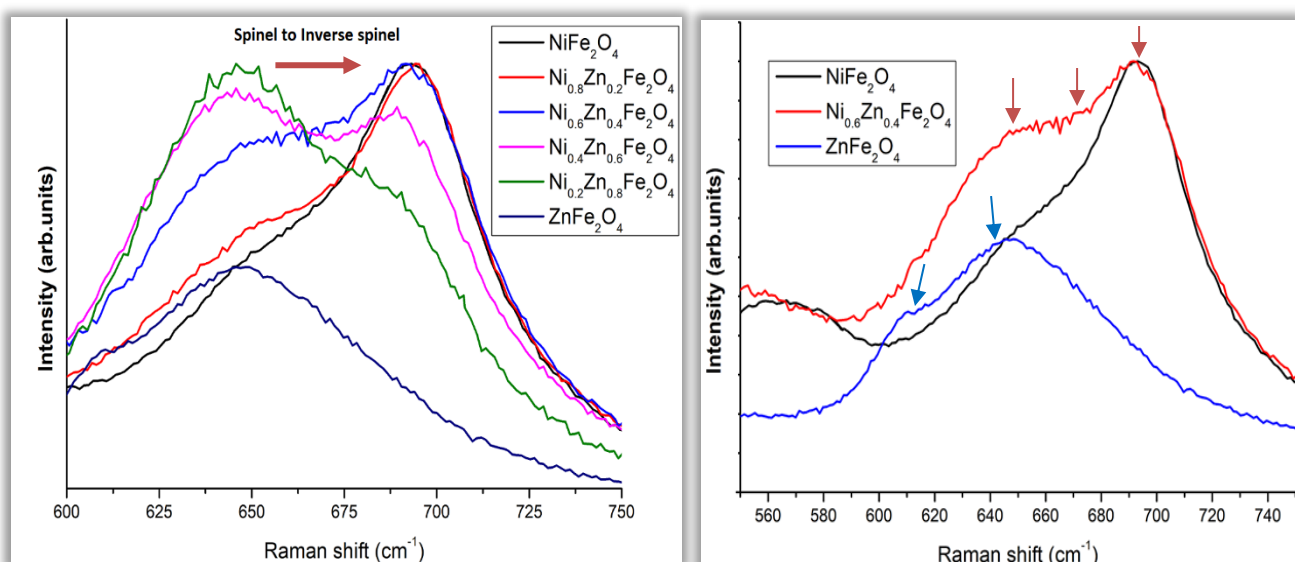 Spinel to Inverse spinel
NiFe₂O₄
Ni₀.₈Zn₀.₂Fe₂O₄
Ni₀.₆Zn₀.₄Fe₂O₄
Ni₀.₄Zn₀.₆Fe₂O₄
Ni₀.₂Zn₀.₈Fe₂O₄
ZnFe₂O₄
Intensity (arb.units)
600 625 650 675 700 725 750
Raman shift (cm⁻¹)
NiFe₂O₄
Ni₀.₆Zn₀.₄Fe₂O₄
ZnFe₂O₄
Intensity (arb.units)
560 580 600 620 640 660 680 700 720 740
Raman shift (cm⁻¹)